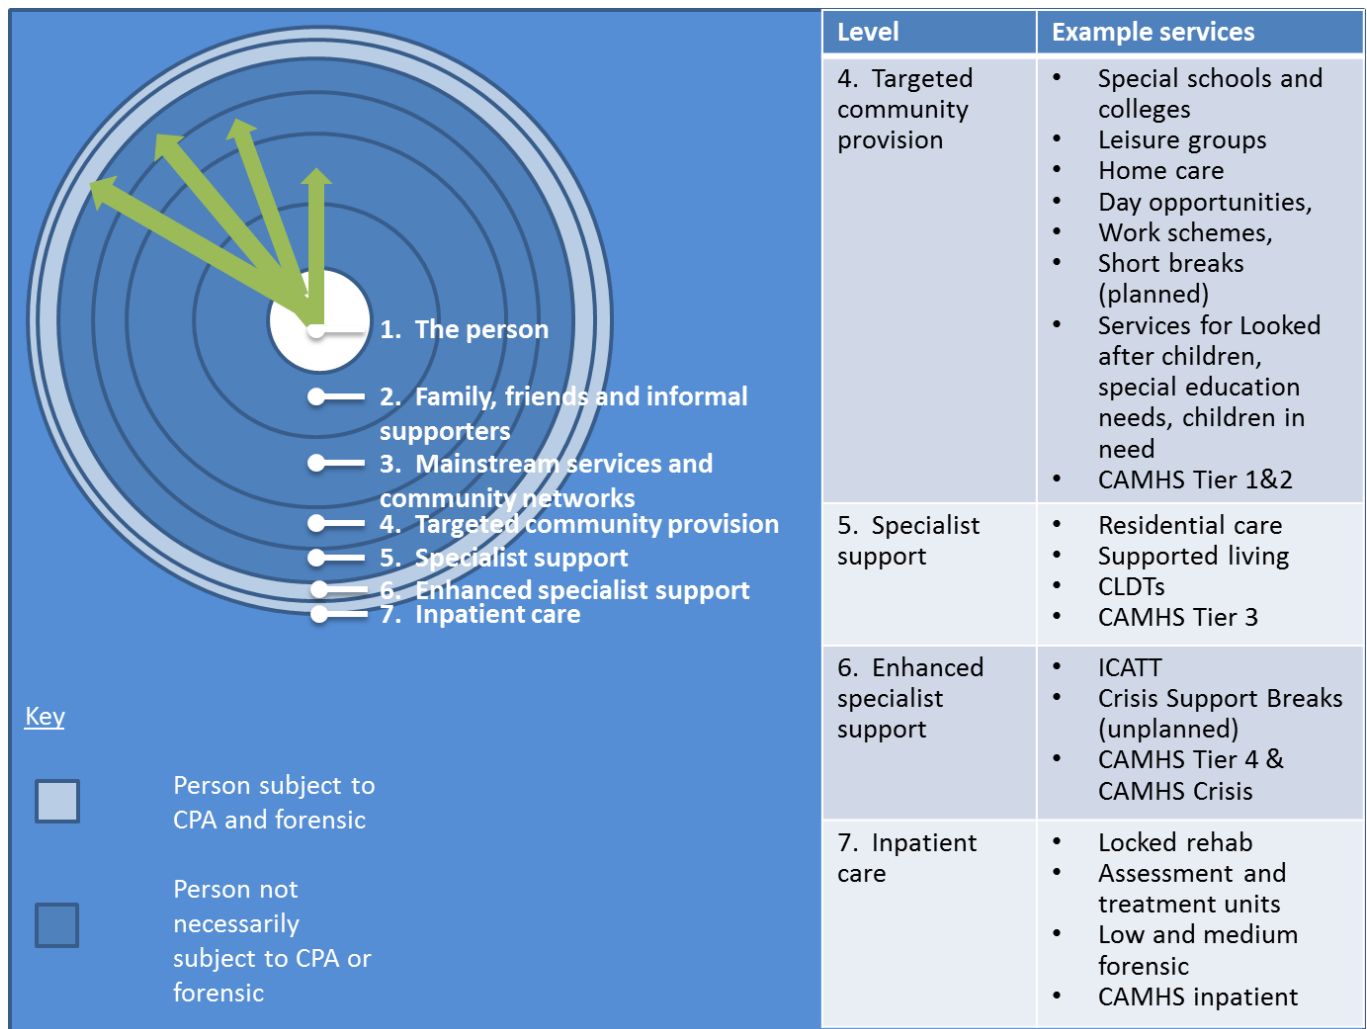 1. The person
2. Family, friends and informal
supporters
3. Mainstream services and
community networks
4. Targeted community provision
5. Specialist support
6. Enhanced specialist support
7. Inpatient care
Key
Person subject to
CPA and forensic
Person not
necessarily
subject to CPA or
forensic
Level
Example services
4. Targeted
community
provision
• Special schools and
colleges
• Leisure groups
• Home care
• Day opportunities,
• Work schemes,
• Short breaks
(planned)
• Services for Looked
after children,
special education
needs, children in
need
• CAMHS Tier 1&2
5. Specialist
support
• Residential care
• Supported living
• CLDTs
• CAMHS Tier 3
6. Enhanced
specialist
support
• ICATT
• Crisis Support Breaks
(unplanned)
• CAMHS Tier 4 &
CAMHS Crisis
7. Inpatient
care
• Locked rehab
• Assessment and
treatment units
• Low and medium
forensic
• CAMHS inpatient